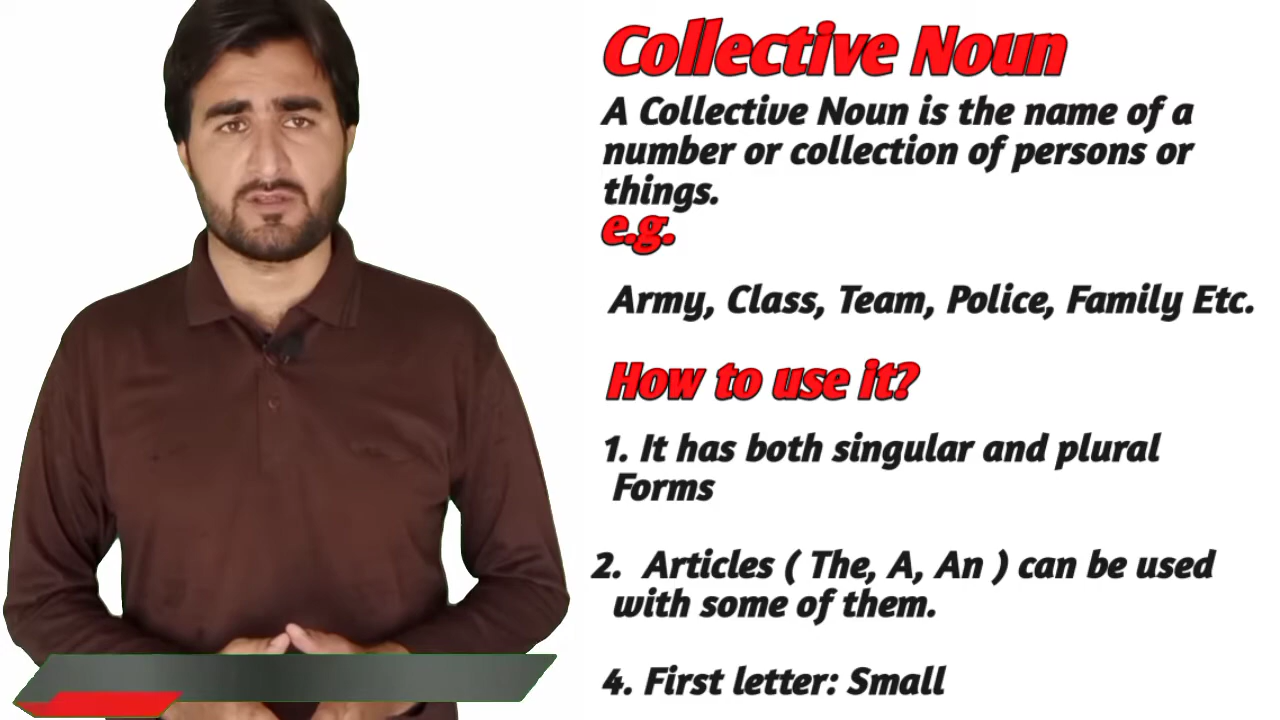 Collective Noun
A Collective Noun is the name of a
number or collection of persons or
things.
e.g.
Army, Class, Team, Police, Family Etc.
How to use it?
1. It has both singular and plural
Forms
2. Articles ( The, A, An ) can be used
with some of them.
4. First letter: Small